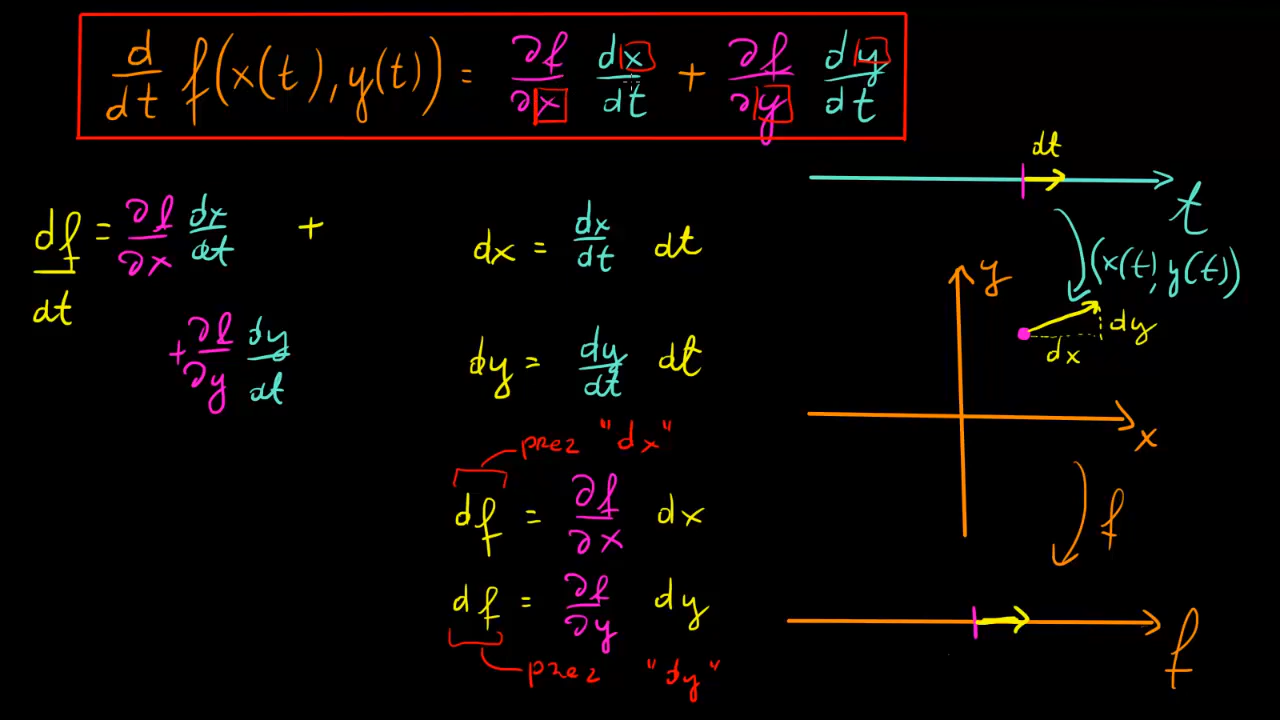 d/dt f(x(t), y(t)) = ∂f/∂x dx/dt + ∂f/∂y dy/dt
df/dt = ∂f/∂x dx/dt +
+ ∂f/∂y dy/dt
dx = dx/dt dt
dy = dy/dt dt
przez "dx"
df = ∂f/∂x dx
df = ∂f/∂y dy
przez "dy"
dt
t
(x(t), y(t))
y
dy
dx
x
f
f